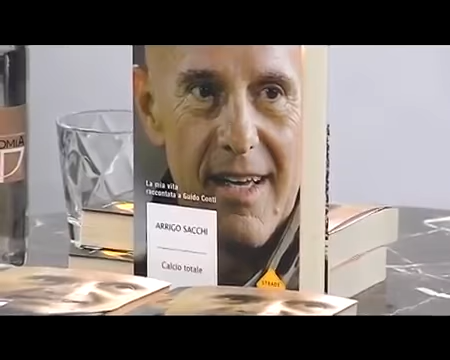 OMIA
La mia vita
raccontata a Guido Conti
ARRIGO SACCHI
Calcio totale
STRADE